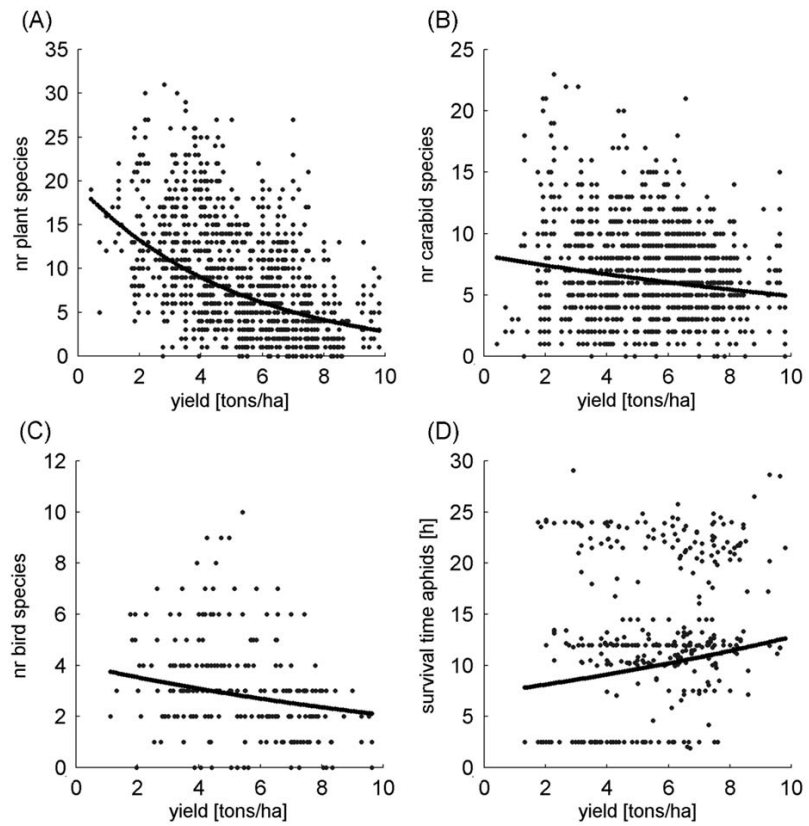 (A)
35
30
25
20
15
10
5
0
nr plant species
0 2 4 6 8 10
yield [tons/ha]
(B)
25
20
15
10
5
0
nr carabid species
0 2 4 6 8 10
yield [tons/ha]
(C)
12
10
8
6
4
2
0
nr bird species
0 2 4 6 8 10
yield [tons/ha]
(D)
30
25
20
15
10
5
0
survival time aphids [h]
0 2 4 6 8 10
yield [tons/ha]